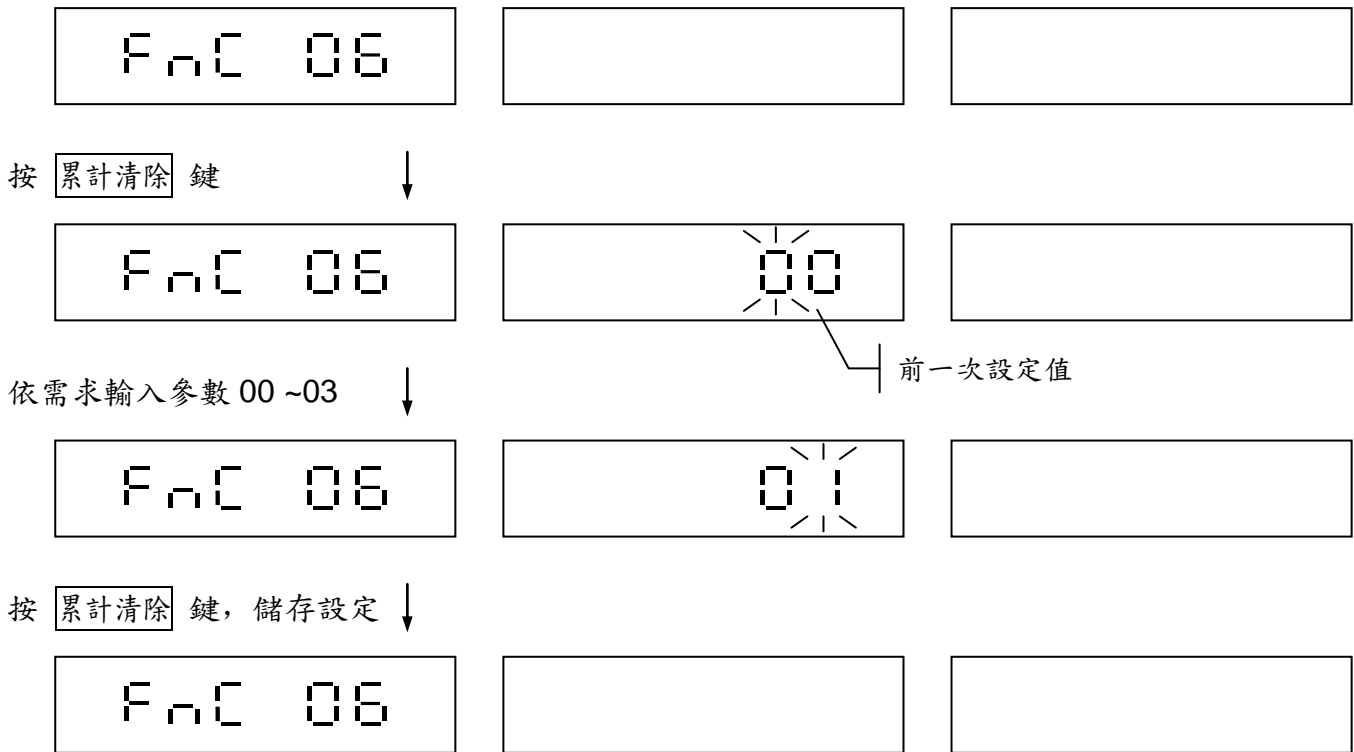 FnC 06
按 累計清除 鍵
FnC 06 00
前一次設定值
依需求輸入參數 00 ~03
FnC 06 01
按 累計清除 鍵，儲存設定
FnC 06